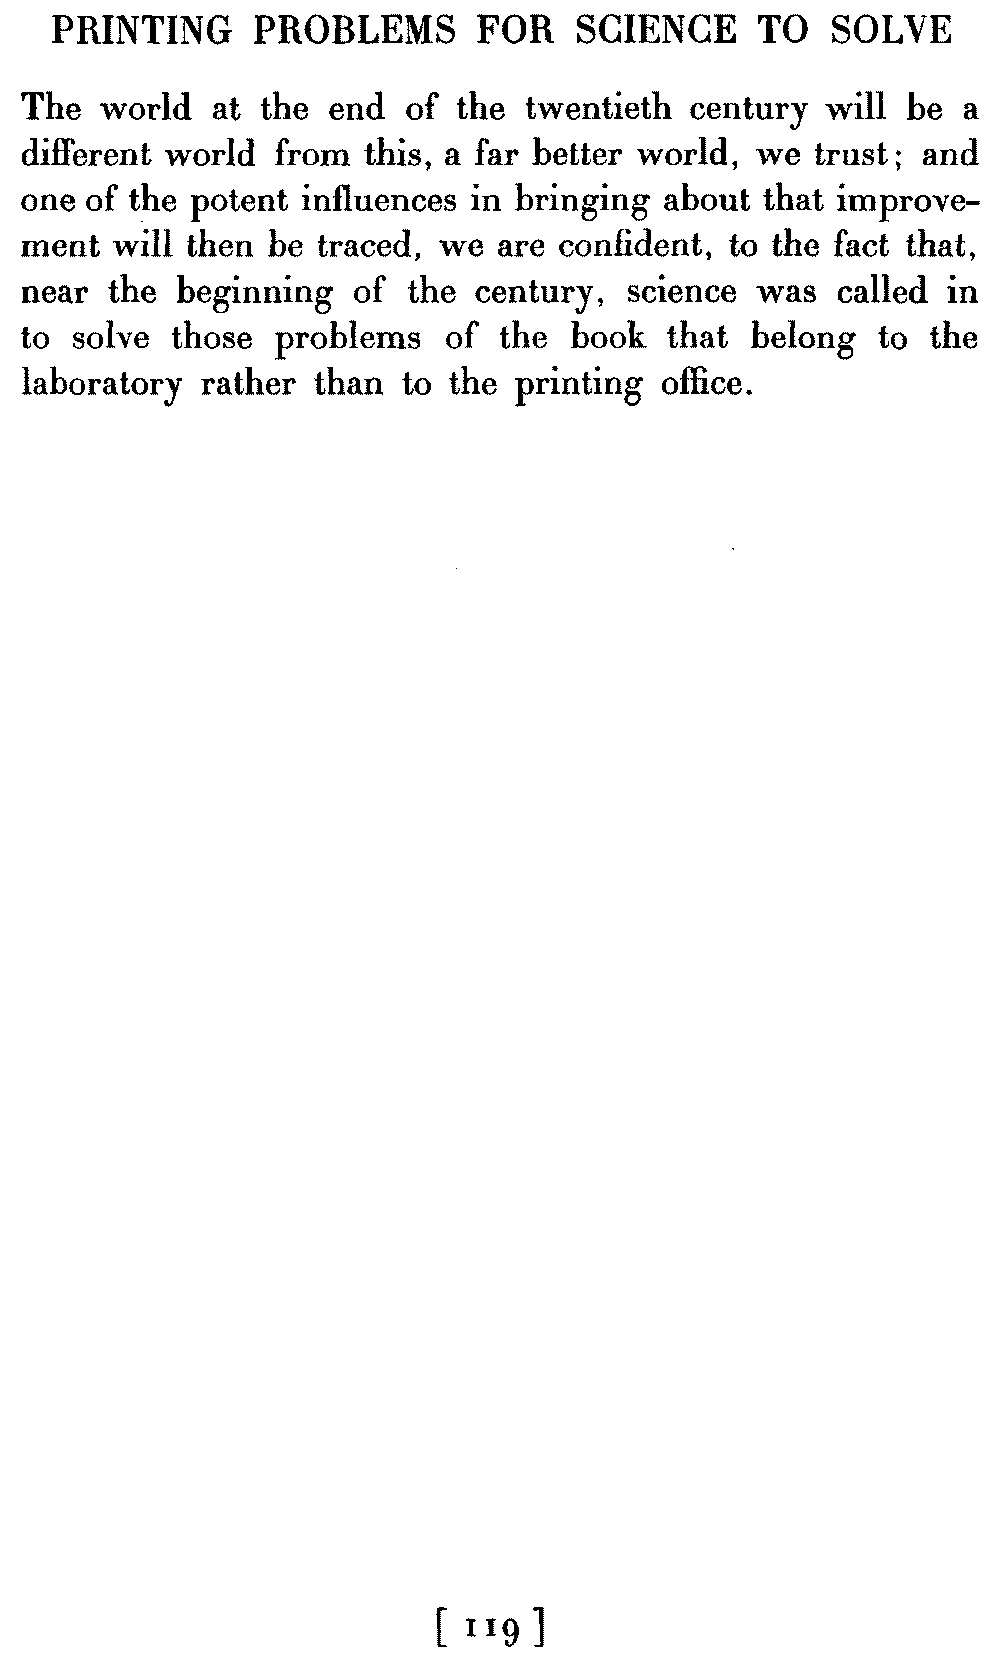 PRINTING PROBLEMS FOR SCIENCE TO SOLVE
The world at the end of the twentieth century will be a
different world from this, a far better world, we trust; and
one of the potent influences in bringing about that improve-
ment will then be traced, we are confident, to the fact that,
near the beginning of the century, science was called in
to solve those problems of the book that belong to the
laboratory rather than to the printing office.
[ 119 ]